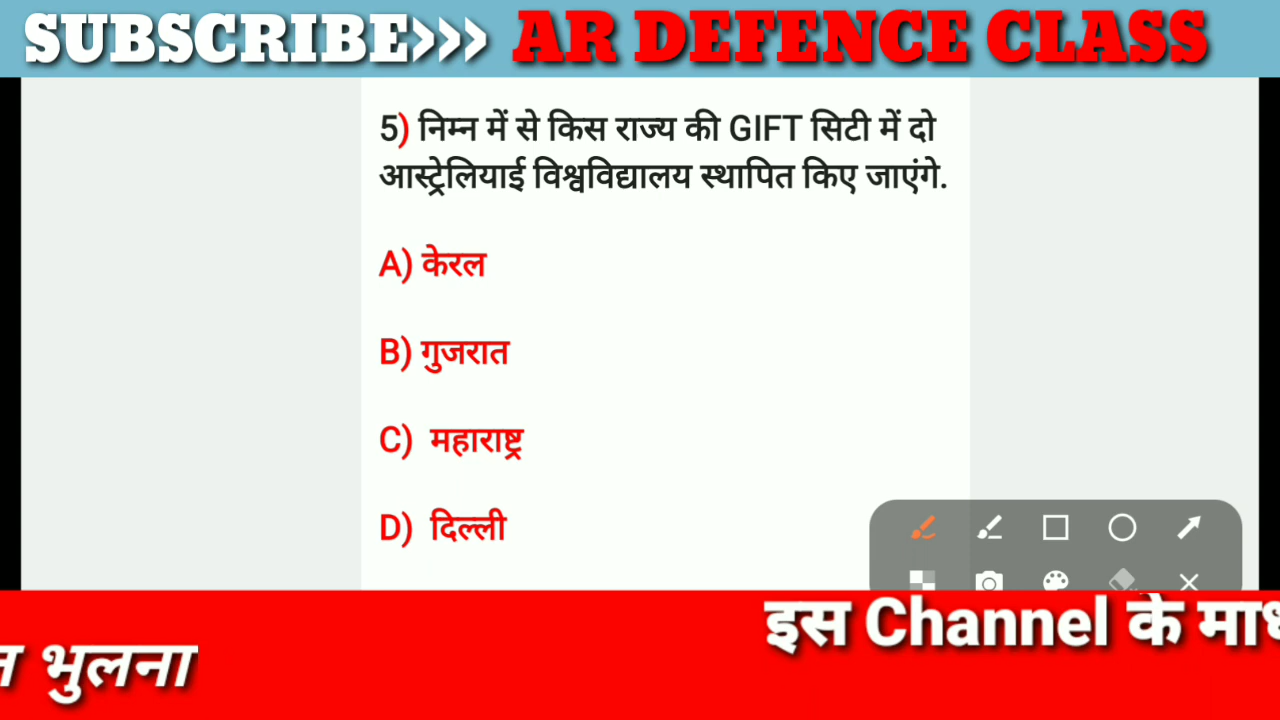 SUBSCRIBE>>> AR DEFENCE CLASS
5) निम्न में से किस राज्य की GIFT सिटी में दो
आस्ट्रेलियाई विश्वविद्यालय स्थापित किए जाएंगे.
A) केरल
B) गुजरात
C) महाराष्ट्र
D) दिल्ली
इस Channel के
भुलना